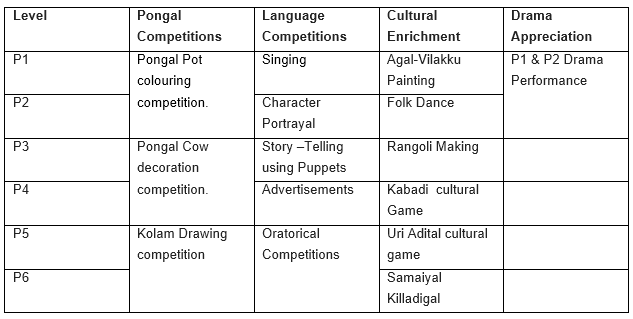 Level Pongal Competitions Language Competitions Cultural Enrichment Drama Appreciation
P1 Pongal Pot colouring competition. Singing Agal-Vilakku Painting P1 & P2 Drama Performance
P2 Character Portrayal Folk Dance
P3 Pongal Cow decoration competition. Story –Telling using Puppets Rangoli Making
P4 Advertisements Kabadi cultural Game
P5 Kolam Drawing competition Oratorical Competitions Uri Adital cultural game
P6 Samaiyal Killadigal